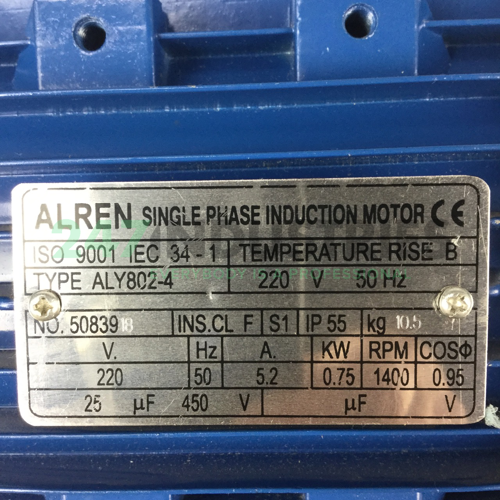 ALREN SINGLE PHASE INDUCTION MOTOR CE
ISO 9001 IEC 34-1 TEMPERATURE RISE B
TYPE ALY802-4 220 V 50 Hz
NO. 50839 INS.CL F S1 IP 55 kg 10.5
V. Hz A. KW RPM COSΦ
220 50 5.2 0.75 1400 0.95
25 µF 450 V µF V